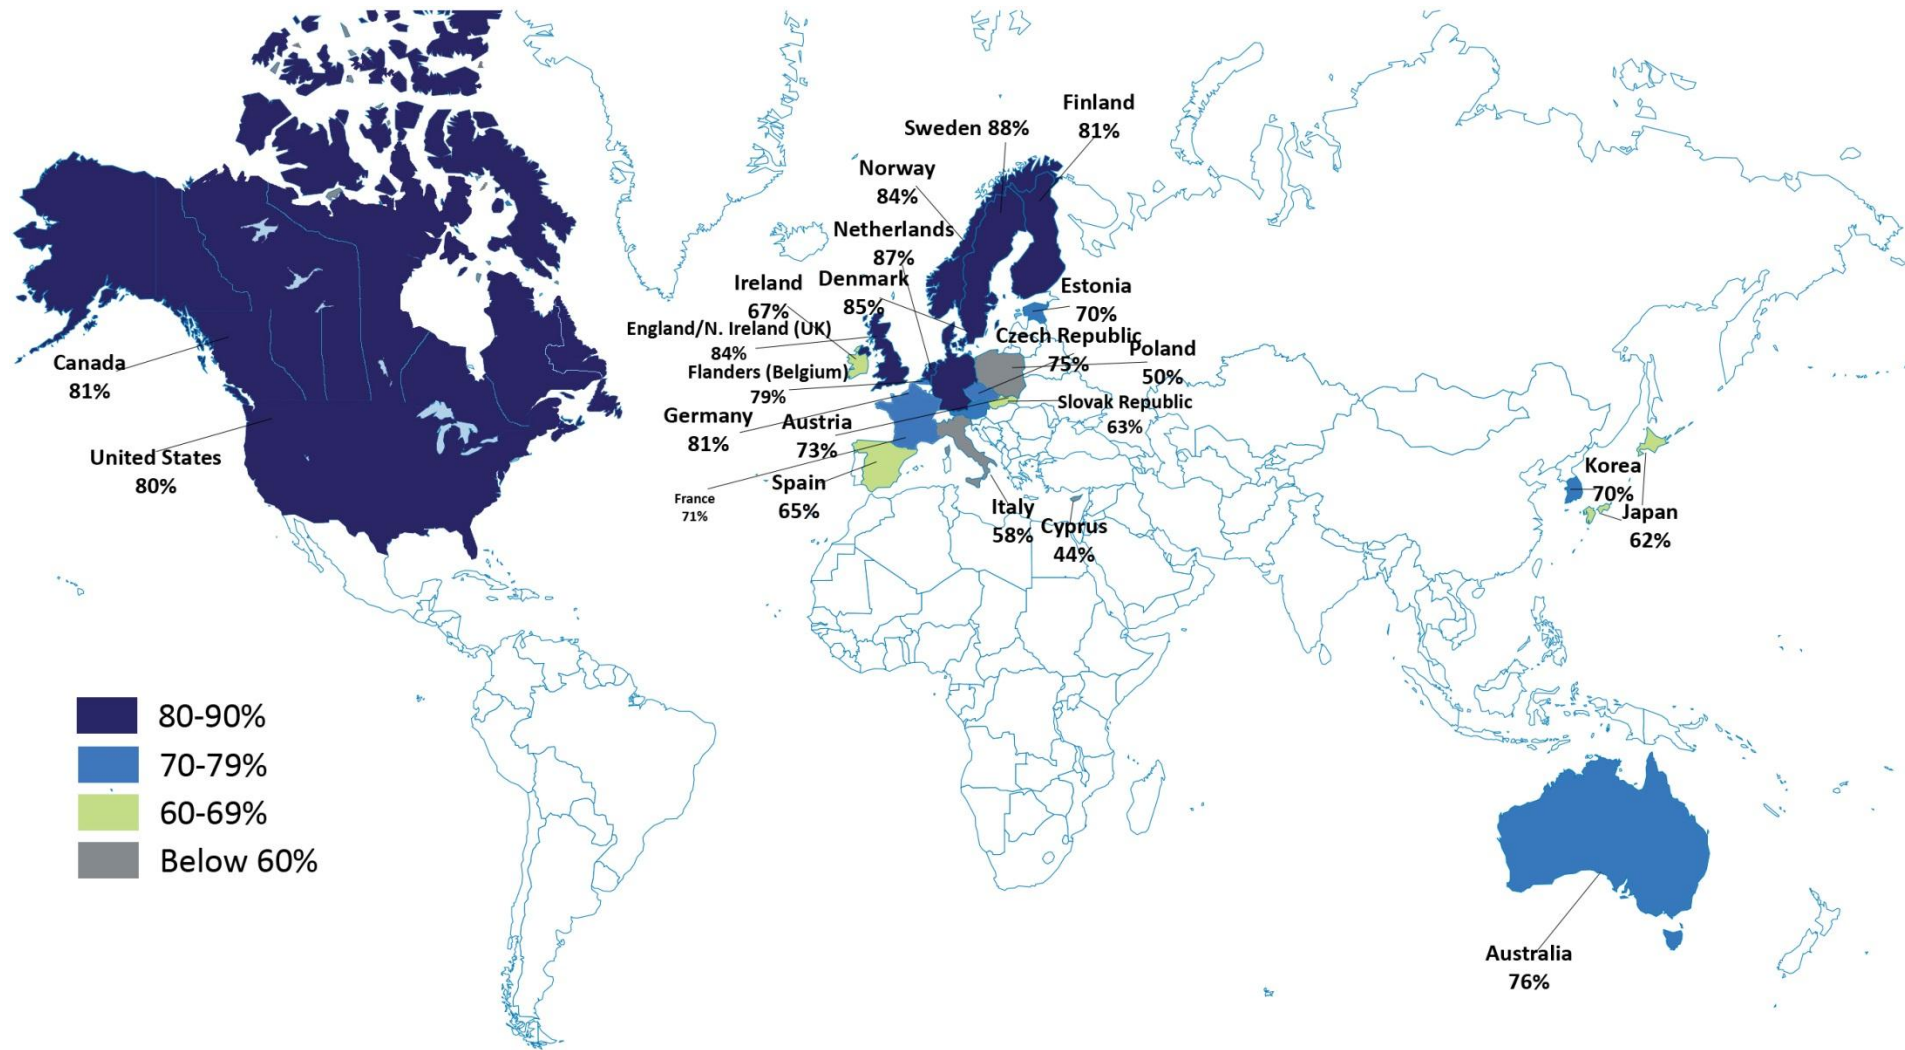 Finland
81%
Sweden 88%
Norway
84%
Netherlands
87%
Denmark
85%
Ireland
67%
England/N. Ireland (UK)
84%
Flanders (Belgium)
79%
Germany
81%
Austria
73%
France
71%
Spain
65%
Estonia
70%
Czech Republic
75%
Poland
50%
Slovak Republic
63%
Italy
58%
Cyprus
44%
Canada
81%
United States
80%
Korea
70%
Japan
62%
Australia
76%
80-90%
70-79%
60-69%
Below 60%